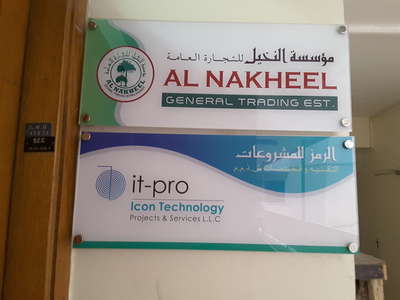 مؤسسة النخيل للتجارة العامة
AL NAKHEEL
AL NAKHEEL
GENERAL TRADING EST.
الرمز للمشروعات
it-pro
Icon Technology
Projects & Services L.L.C